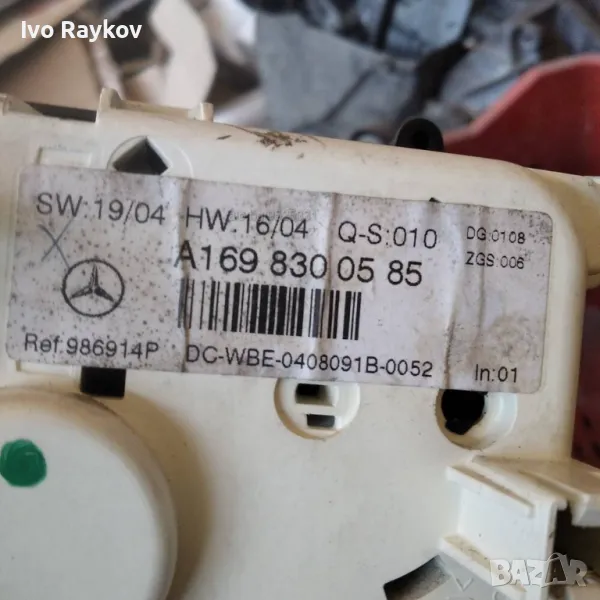 Ivo Raykov
SW:19/04 HW:16/04 Q-S:010 DG:0108
ZGS:006
A169 830 05 85
Ref.986914P DC-WBE-0408091B-0052 In:01
BAZAR